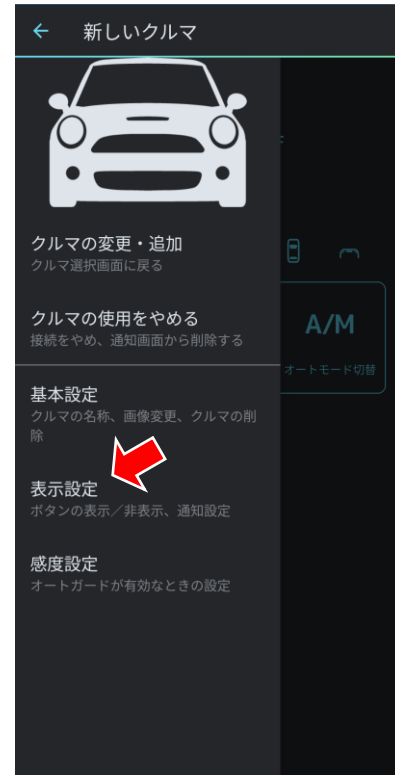 新しいクルマ
クルマの変更・追加
クルマ選択画面に戻る
クルマの使用をやめる
接続をやめ、通知画面から削除する
A/M
オートモード切替
基本設定
クルマの名称、画像変更、クルマの削
除
表示設定
ボタンの表示／非表示、通知設定
感度設定
オートガードが有効なときの設定